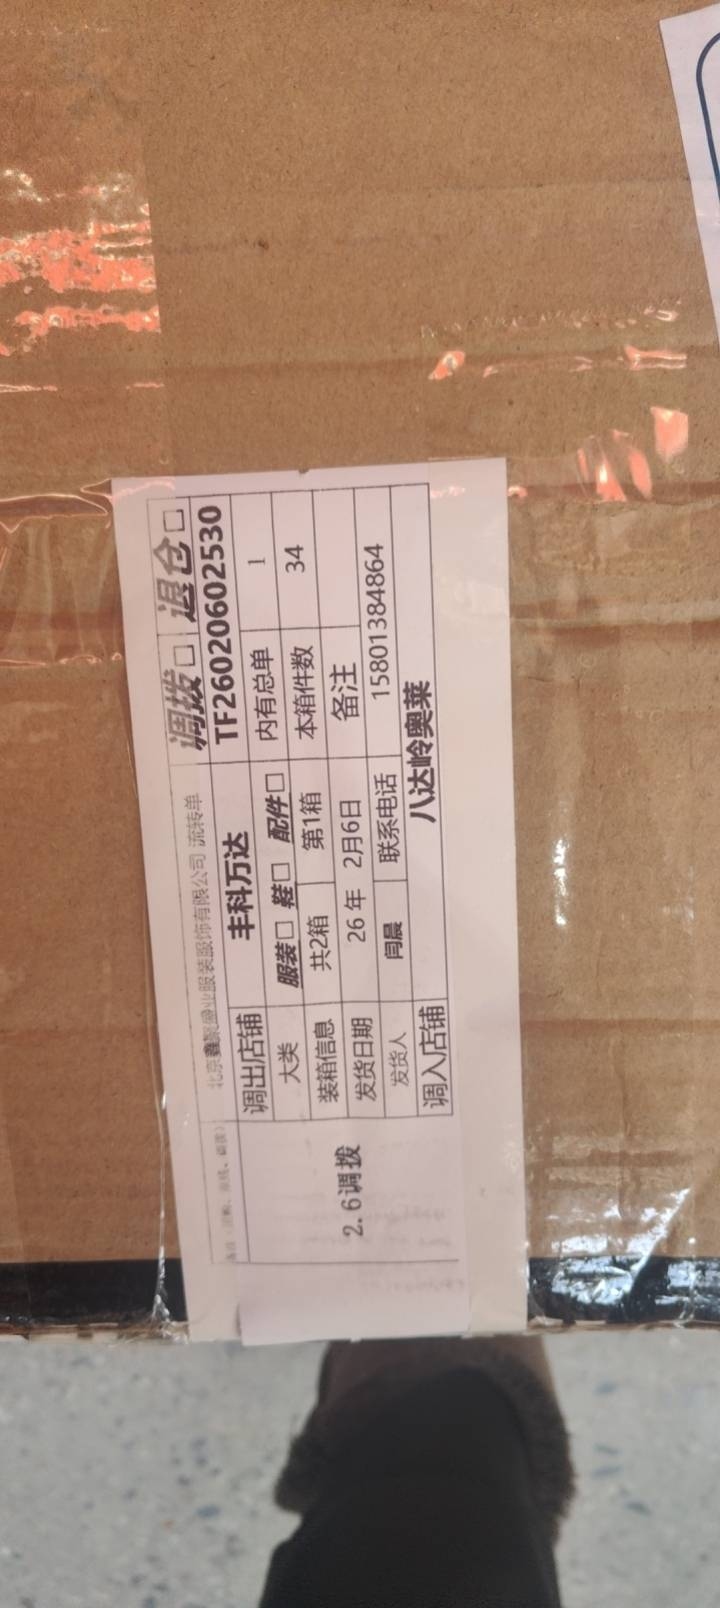 北京鑫聚盛业服装服饰有限公司 流转单 调拨□ 退仓□
调出店铺 丰科万达 TF26020602530
大类 服装□ 鞋□ 配件□ 内有总单 1
装箱信息 共2箱 第1箱 本箱件数 34
发货日期 26 年 2月6日 备注
发货人 闫晨 联系电话 15801384864
调入店铺 八达岭奥莱
2.6调拨